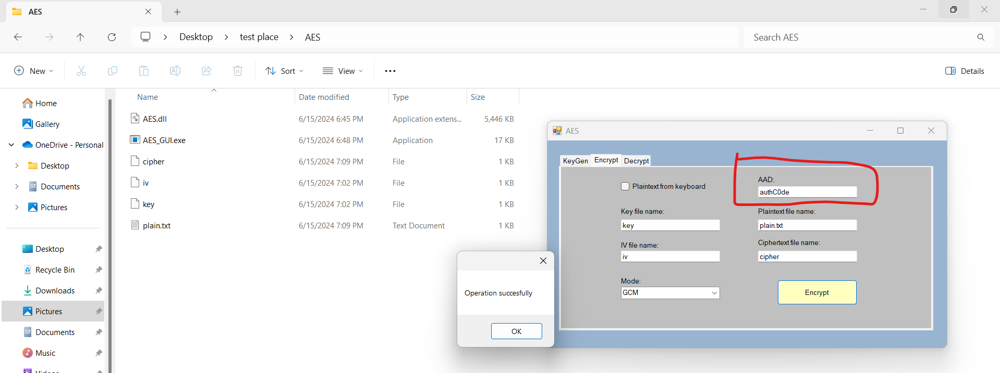 AES
Desktop > test place > AES
Search AES
New
Sort
View
Details
Name Date modified Type Size
Home
Gallery
OneDrive - Personal
Desktop
Documents
Pictures
Desktop
Recycle Bin
Downloads
Pictures
Documents
Music
Videos
AES.dll 6/15/2024 6:45 PM Application extens... 5,446 KB
AES_GUI.exe 6/15/2024 6:48 PM Application 17 KB
cipher 6/15/2024 7:09 PM File 1 KB
iv 6/15/2024 7:02 PM File 1 KB
key 6/15/2024 7:02 PM File 1 KB
plain.txt 6/15/2024 7:09 PM Text Document 1 KB
Operation succesfully
OK
AES
KeyGen Encrypt Decrypt
Plaintext from keyboard
AAD:
authC0de
Key file name:
key
Plaintext file name:
plain.txt
IV file name:
iv
Ciphertext file name:
cipher
Mode:
GCM
Encrypt